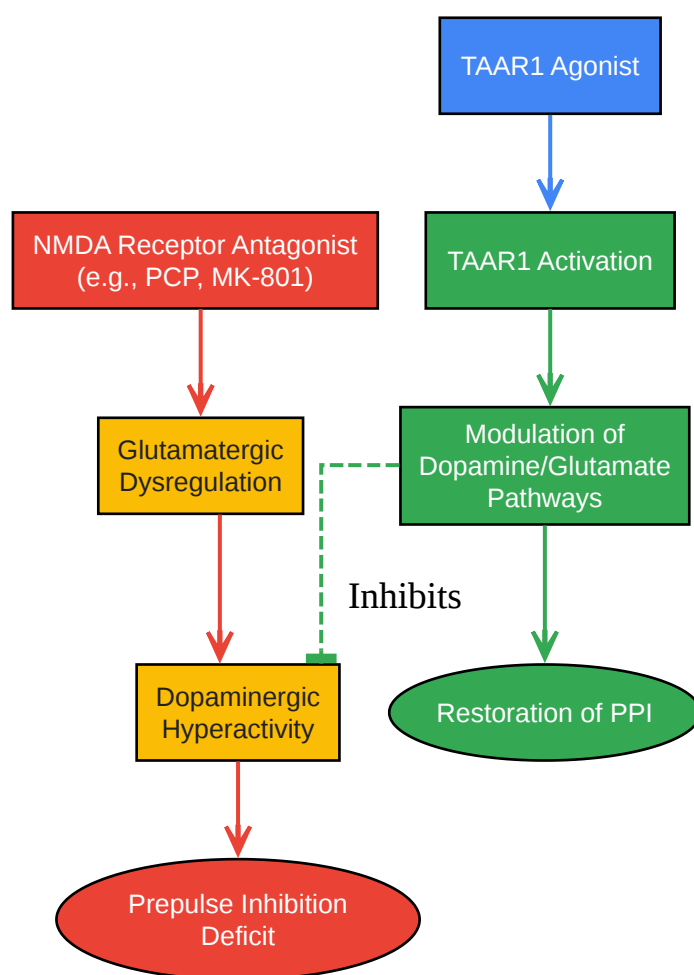 TAAR1 Agonist
NMDA Receptor Antagonist
(e.g., PCP, MK-801)
TAAR1 Activation
Glutamatergic
Dysregulation
Modulation of
Dopamine/Glutamate
Pathways
Inhibits
Dopaminergic
Hyperactivity
Restoration of PPI
Prepulse Inhibition
Deficit